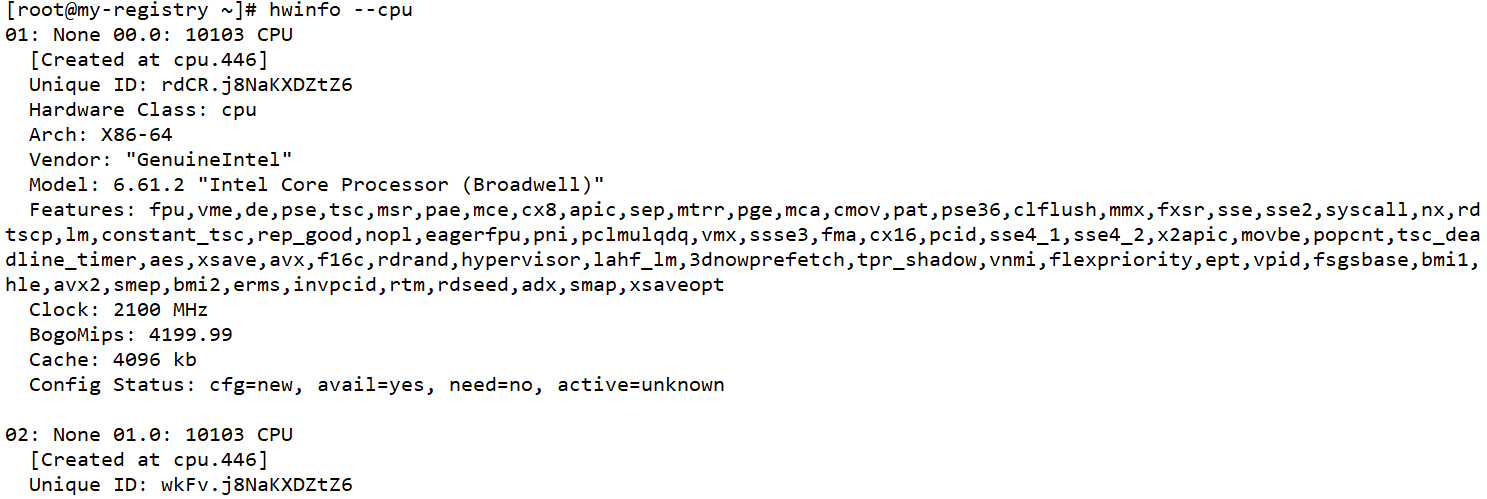 [root@my-registry ~]# hwinfo --cpu
01: None 00.0: 10103 CPU
  [Created at cpu.446]
  Unique ID: rdCR.j8NaKXDZtZ6
  Hardware Class: cpu
  Arch: X86-64
  Vendor: "GenuineIntel"
  Model: 6.61.2 "Intel Core Processor (Broadwell)"
  Features: fpu,vme,de,pse,tsc,msr,pae,mce,cx8,apic,sep,mtrr,pge,mca,cmov,pat,pse36,clflush,mmx,fxsr,sse,sse2,syscall,nx,rd
tscp,lm,constant_tsc,rep_good,nopl,eagerfpu,pni,pclmulqdq,vmx,ssse3,fma,cx16,pcid,sse4_1,sse4_2,x2apic,movbe,popcnt,tsc_dea
dline_timer,aes,xsave,avx,f16c,rdrand,hypervisor,lahf_lm,3dnowprefetch,tpr_shadow,vnmi,flexpriority,ept,vpid,fsgsbase,bmi1,
hle,avx2,smep,bmi2,erms,invpcid,rtm,rdseed,adx,smap,xsaveopt
  Clock: 2100 MHz
  BogoMips: 4199.99
  Cache: 4096 kb
  Config Status: cfg=new, avail=yes, need=no, active=unknown

02: None 01.0: 10103 CPU
  [Created at cpu.446]
  Unique ID: wkFv.j8NaKXDZtZ6